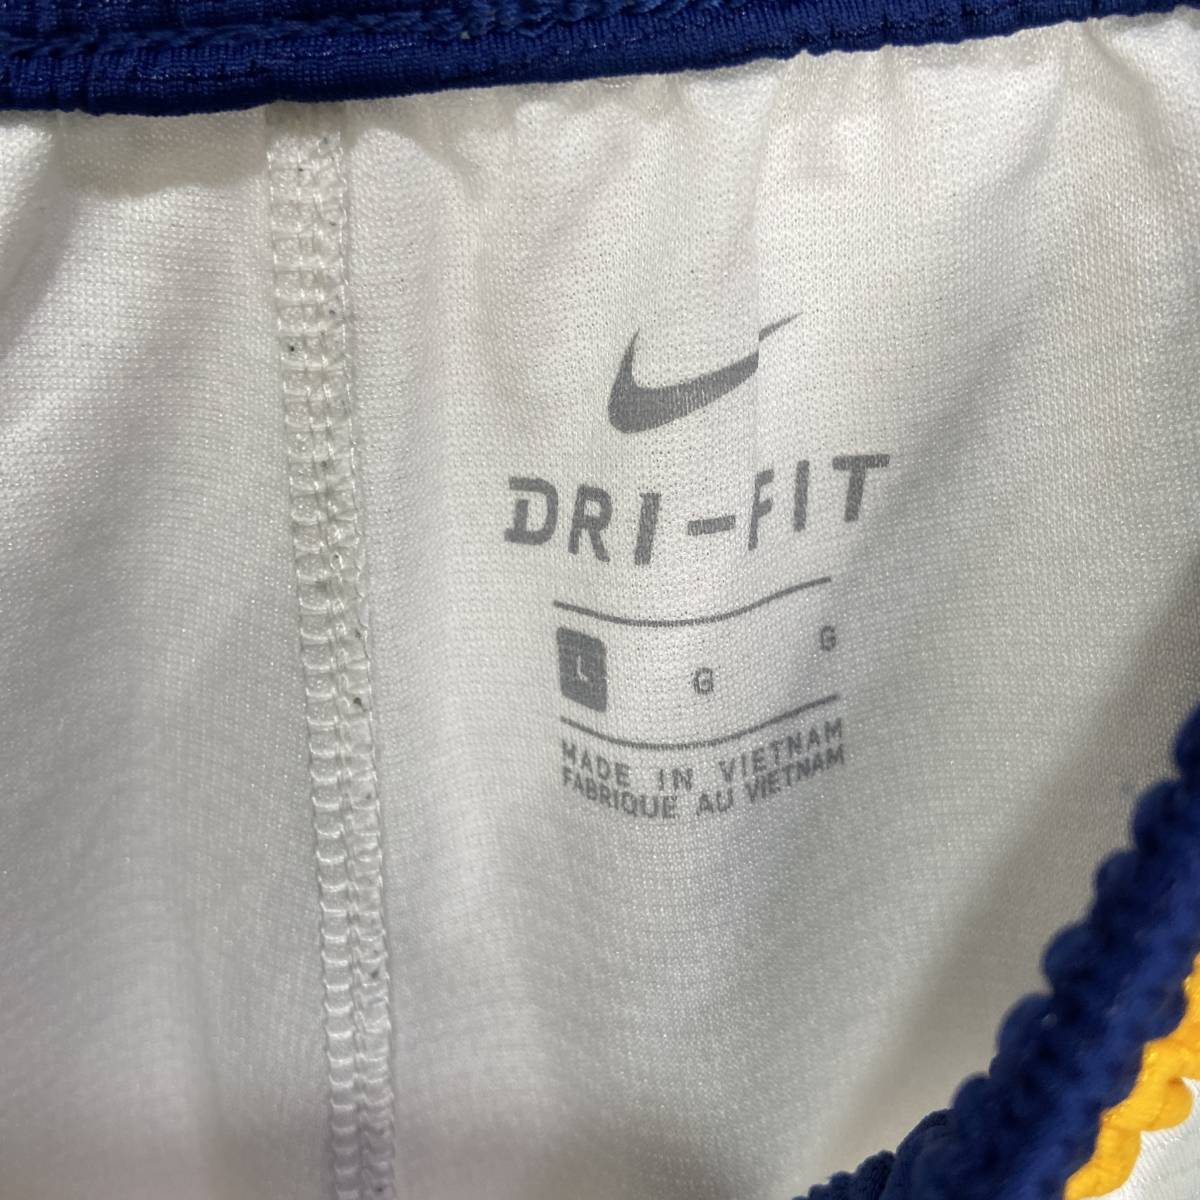 DRI-FIT
L G G
MADE IN VIETNAM
FABRIQUE AU VIETNAM